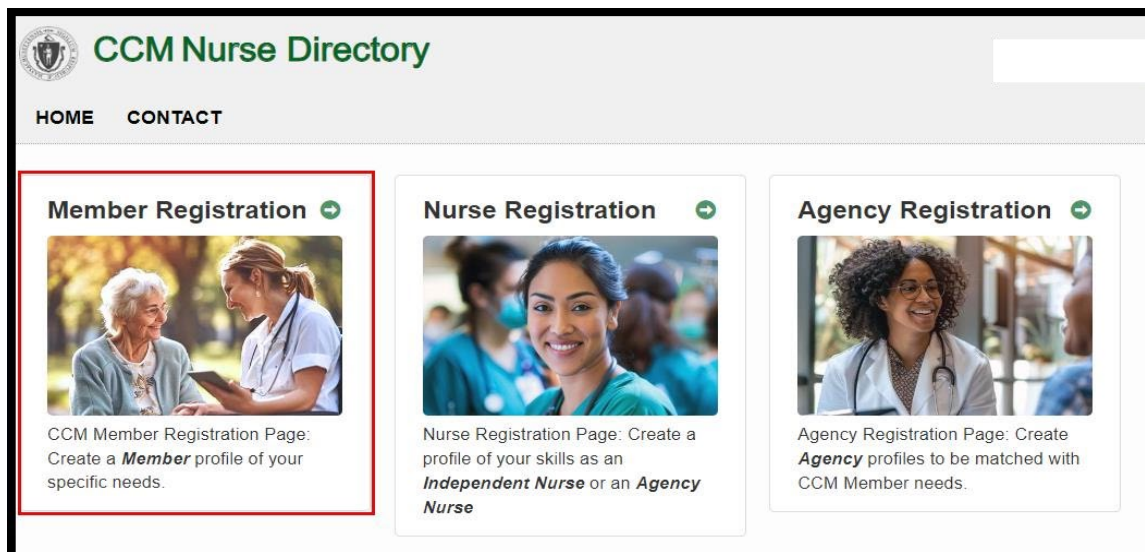 CCM Nurse Directory
HOME CONTACT
Member Registration
CCM Member Registration Page:
Create a Member profile of your
specific needs.
Nurse Registration
Nurse Registration Page: Create a
profile of your skills as an
Independent Nurse or an Agency
Nurse
Agency Registration
Agency Registration Page: Create
Agency profiles to be matched with
CCM Member needs.